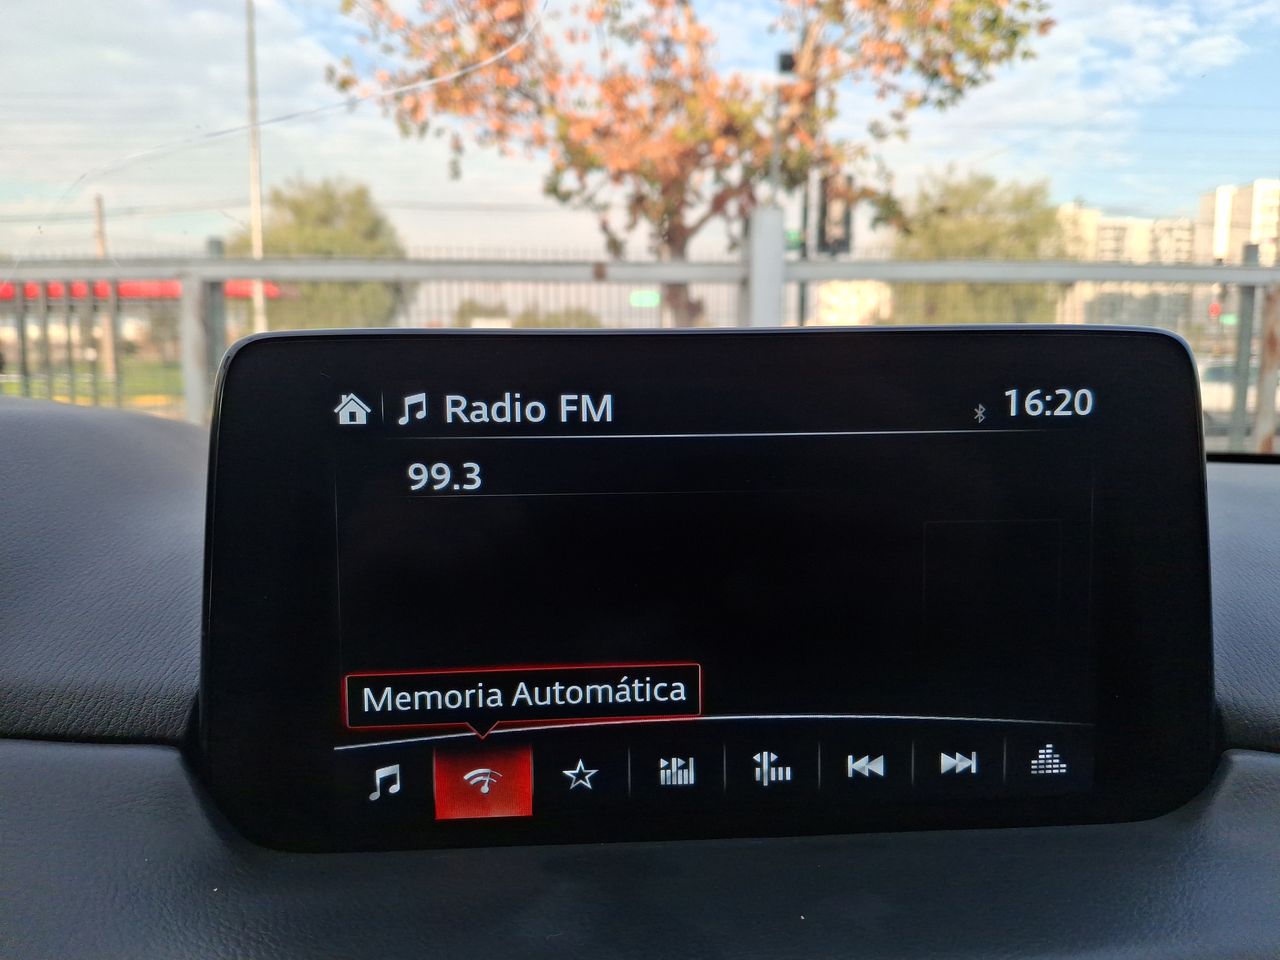 Radio FM
16:20
99.3
Memoria Automática